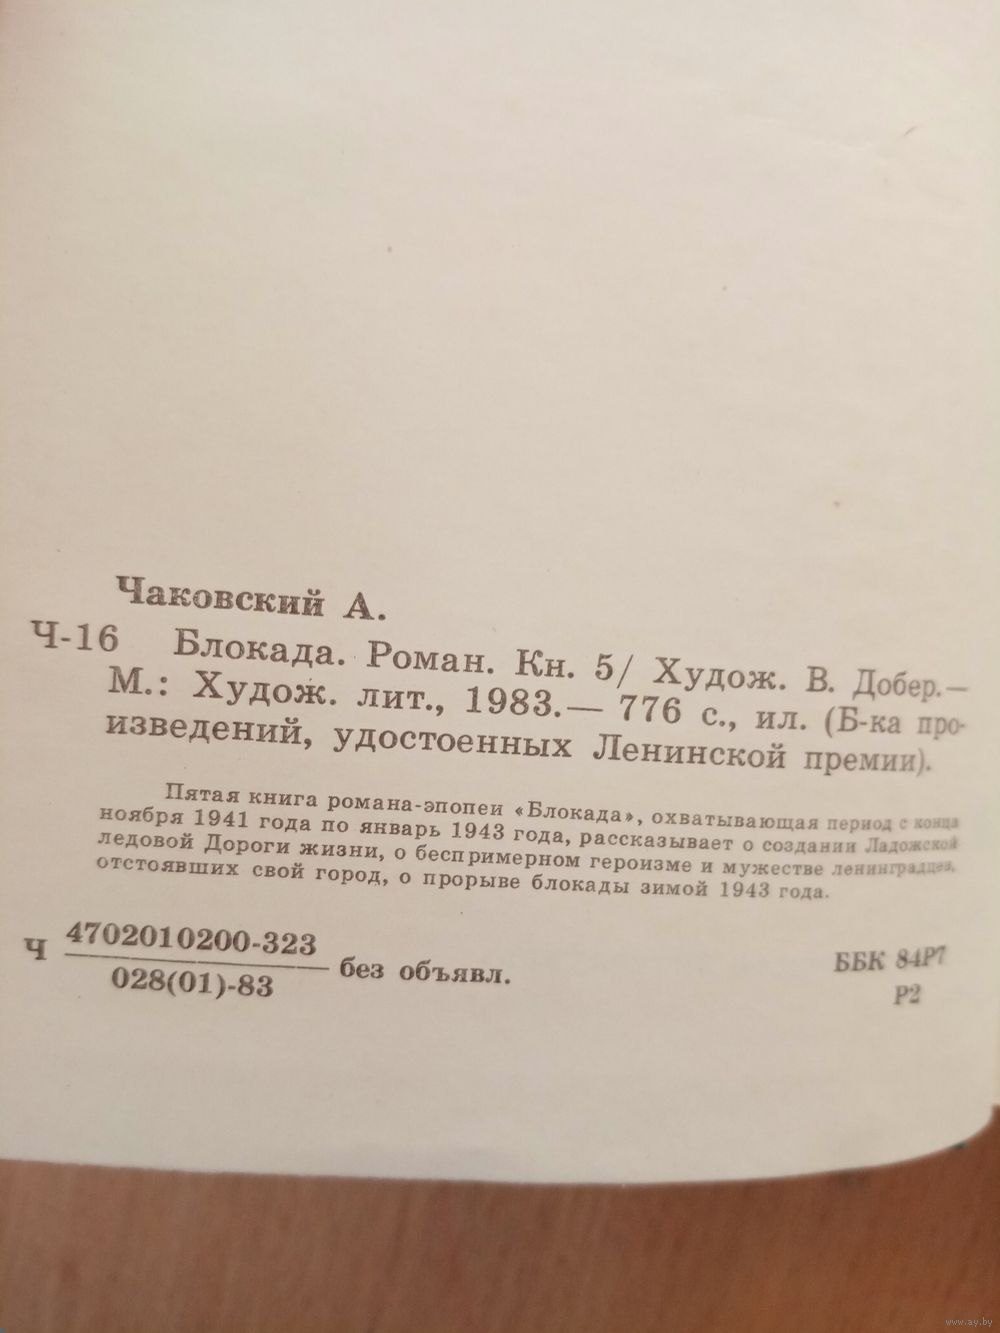 Чаковский А.
Ч-16 Блокада. Роман. Кн. 5/ Худож. В. Добер.—
М.: Худож. лит., 1983.— 776 с., ил. (Б-ка про-
изведений, удостоенных Ленинской премии).
Пятая книга романа-эпопеи «Блокада», охватывающая период с конца
ноября 1941 года по январь 1943 года, рассказывает о создании Ладожской
ледовой Дороги жизни, о беспримерном героизме и мужестве ленинградцев,
отстоявших свой город, о прорыве блокады зимой 1943 года.
Ч 4702010200-323
028(01)-83 без объявл.
ББК 84Р7
Р2
www.ay.by